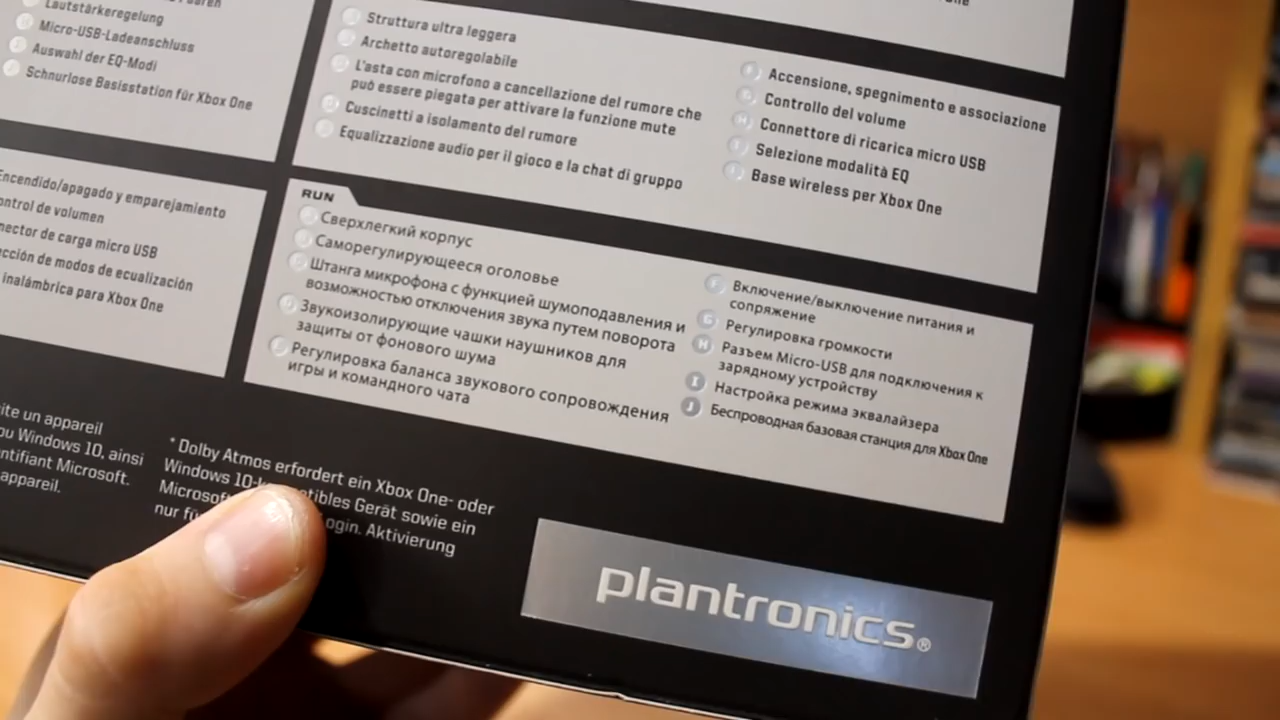 Lautstärkeregelung
Micro-USB-Ladeanschluss
Auswahl der EQ-Modi
Schnurlose Basisstation für Xbox One
Struttura ultra leggera
Archetto autoregolabile
L'asta con microfono a cancellazione del rumore che
può essere piegata per attivare la funzione mute
Cuscinetti a isolamento del rumore
Equalizzazione audio per il gioco e la chat di gruppo
Accensione, spegnimento e associazione
Controllo del volume
H Connettore di ricarica micro USB
Selezione modalità EQ
Base wireless per Xbox One
Encendido/apagado y emparejamiento
ontrol de volumen
nector de carga micro USB
cción de modos de ecualización
inalámbrica para Xbox One
RUN
Сверхлегкий корпус
Саморегулирующееся оголовье
Штанга микрофона с функцией шумоподавления и
возможностью отключения звука путем поворота
Звукоизолирующие чашки наушников для
защиты от фонового шума
Регулировка баланса звукового сопровождения
игры и командного чата
F Включение/выключение питания и
сопряжение
G Регулировка громкости
H Разъем Micro-USB для подключения к
зарядному устройству
I Настройка режима эквалайзера
J Беспроводная базовая станция для Xbox One
site un appareil
ou Windows 10, ainsi
ntifiant Microsoft.
appareil.
* Dolby Atmos erfordert ein Xbox One- oder
Windows 10-k tibles Gerät sowie ein
Microsof ogin. Aktivierung
nur fü
plantronics®